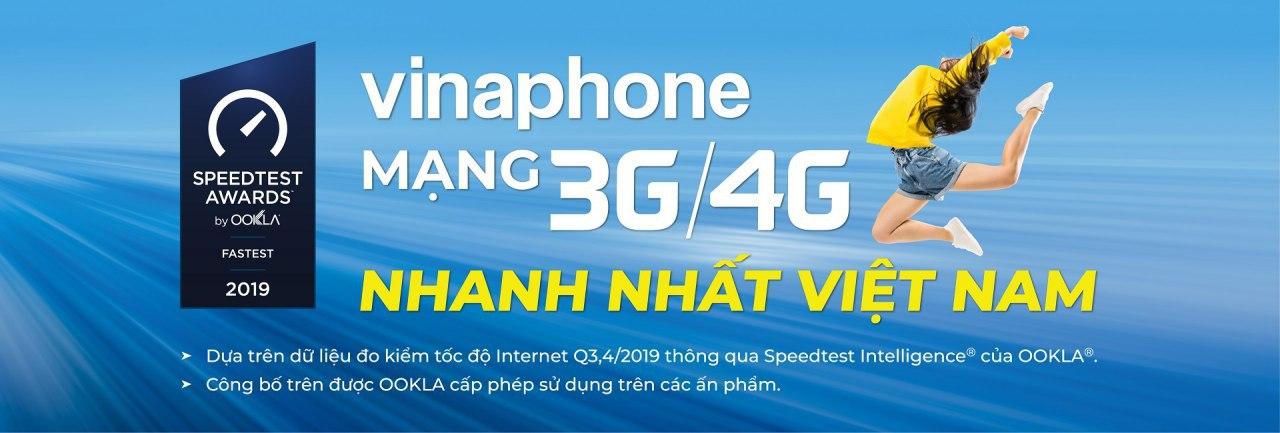 SPEEDTEST
AWARDS™
by OOKLA®
FASTEST
2019
vinaphone
MẠNG 3G/4G
NHANH NHẤT VIỆT NAM
➤ Dựa trên dữ liệu đo kiểm tốc độ Internet Q3,4/2019 thông qua Speedtest Intelligence® của OOKLA®.
➤ Công bố trên được OOKLA cấp phép sử dụng trên các ấn phẩm.